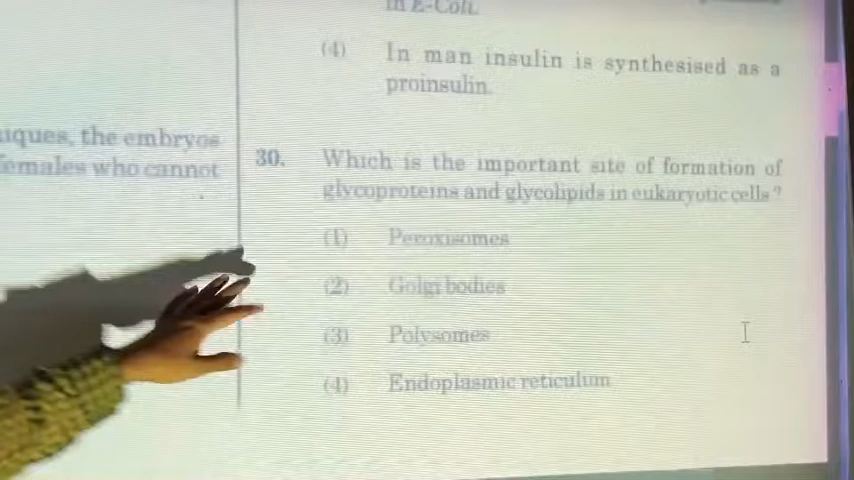 in E-Coli.
(4) In man insulin is synthesised as a
proinsulin.
iques, the embryos
females who cannot
30. Which is the important site of formation of
glycoproteins and glycolipids in eukaryotic cells?
(1) Peroxisomes
(2) Golgi bodies
(3) Polysomes
(4) Endoplasmic reticulum